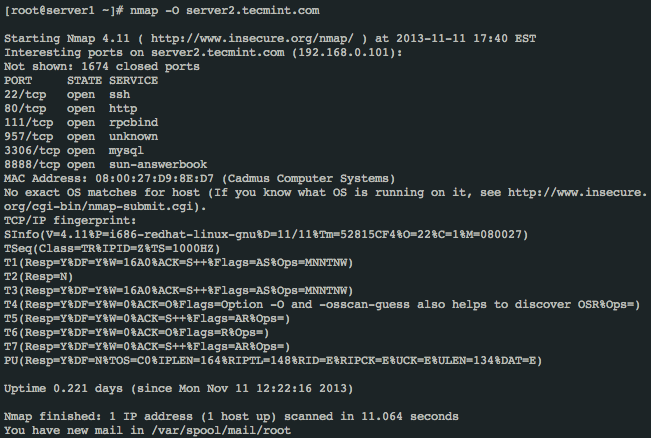 [root@server1 ~]# nmap -O server2.tecmint.com
Starting Nmap 4.11 ( http://www.insecure.org/nmap/ ) at 2013-11-11 17:40 EST
Interesting ports on server2.tecmint.com (192.168.0.101):
Not shown: 1674 closed ports
PORT     STATE SERVICE
22/tcp   open  ssh
80/tcp   open  http
111/tcp  open  rpcbind
957/tcp  open  unknown
3306/tcp open  mysql
8888/tcp open  sun-answerbook
MAC Address: 08:00:27:D9:8E:D7 (Cadmus Computer Systems)
No exact OS matches for host (If you know what OS is running on it, see http://www.insecure.
org/cgi-bin/nmap-submit.cgi).
TCP/IP fingerprint:
SInfo(V=4.11%P=i686-redhat-linux-gnu%D=11/11%Tm=52815CF4%O=22%C=1%M=080027)
TSeq(Class=TR%IPID=Z%TS=1000HZ)
T1(Resp=Y%DF=Y%W=16A0%ACK=S++%Flags=AS%Ops=MNNTNW)
T2(Resp=N)
T3(Resp=Y%DF=Y%W=16A0%ACK=S++%Flags=AS%Ops=MNNTNW)
T4(Resp=Y%DF=Y%W=0%ACK=O%Flags=Option -O and -osscan-guess also helps to discover OSR%Ops=)
T5(Resp=Y%DF=Y%W=0%ACK=S++%Flags=AR%Ops=)
T6(Resp=Y%DF=Y%W=0%ACK=O%Flags=R%Ops=)
T7(Resp=Y%DF=Y%W=0%ACK=S++%Flags=AR%Ops=)
PU(Resp=Y%DF=N%TOS=C0%IPLEN=164%RIPTL=148%RID=E%RIPCK=E%UCK=E%ULEN=134%DAT=E)
Uptime 0.221 days (since Mon Nov 11 12:22:16 2013)
Nmap finished: 1 IP address (1 host up) scanned in 11.064 seconds
You have new mail in /var/spool/mail/root